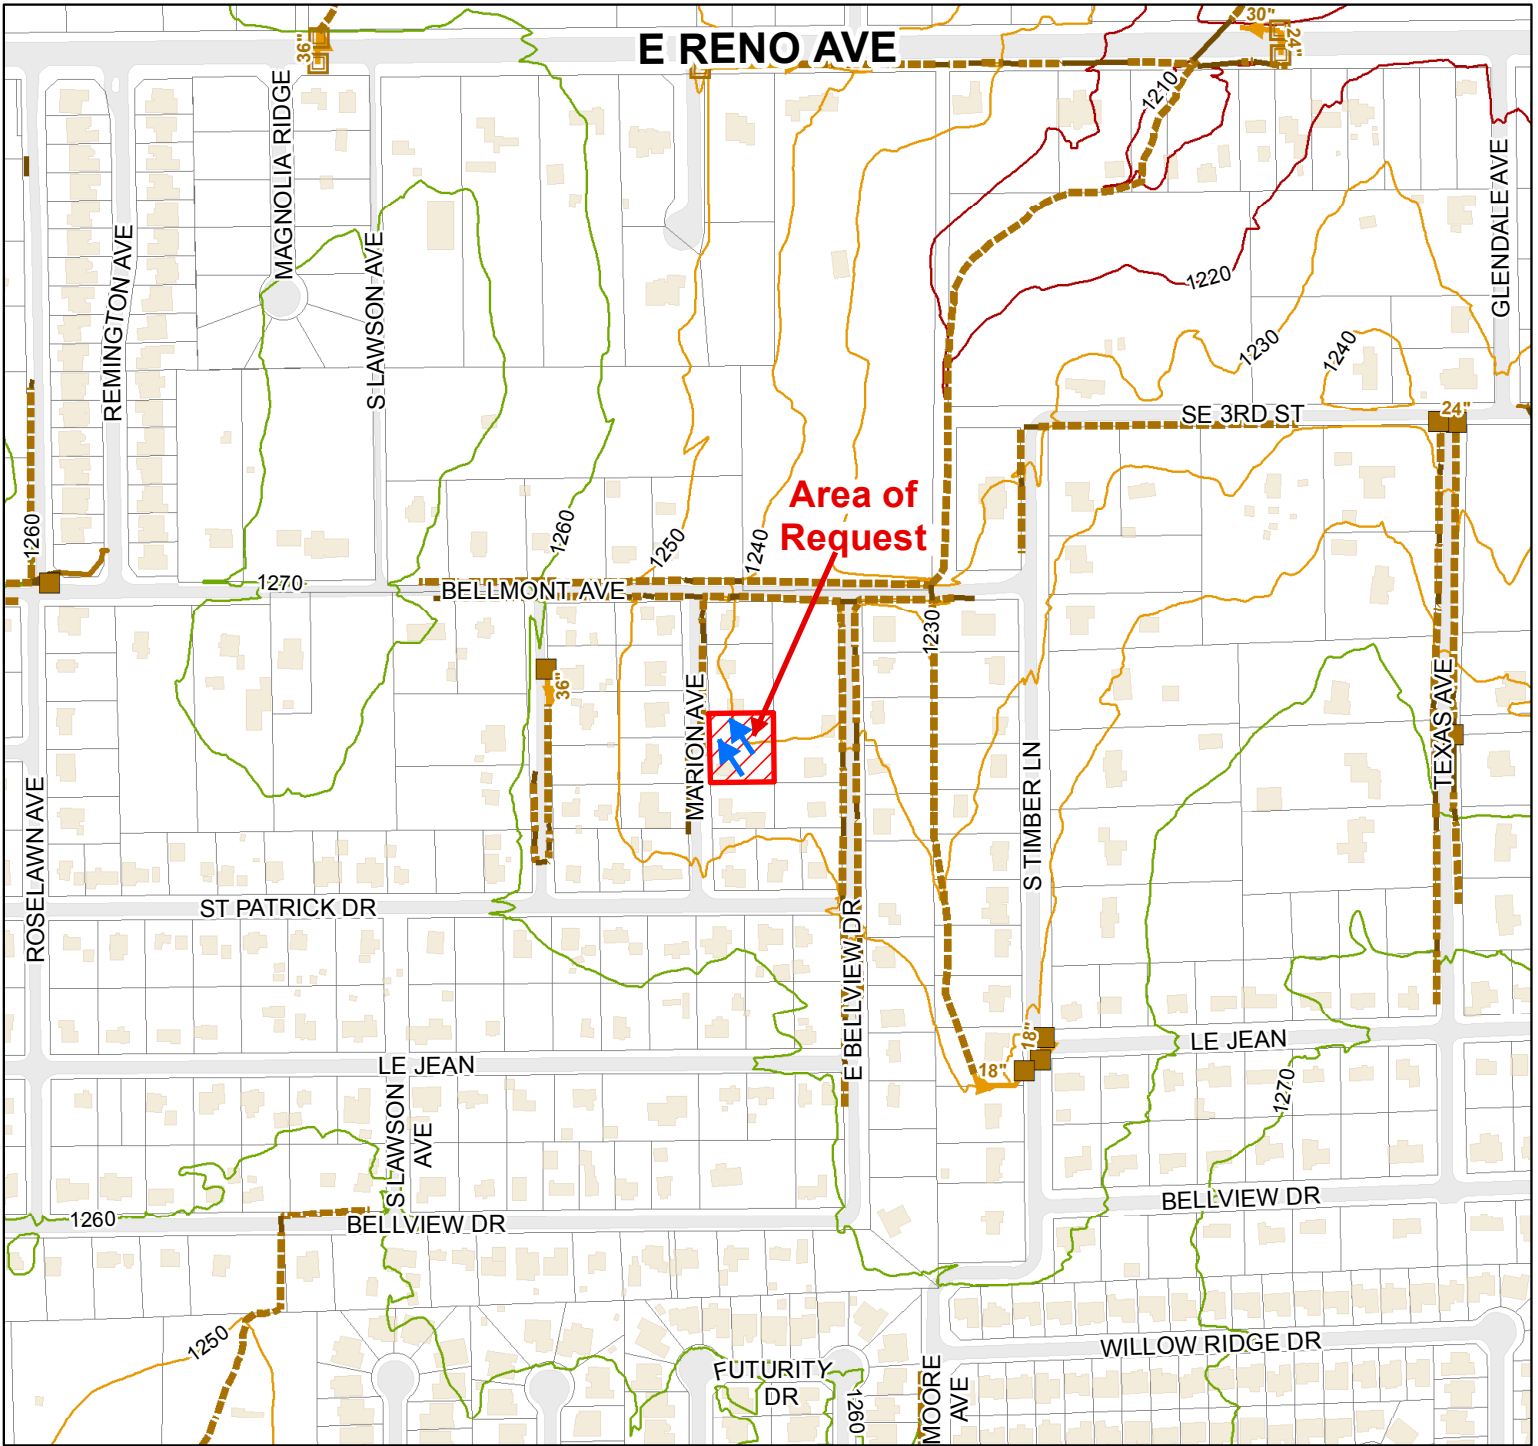 30"
24"
36"
E RENO AVE
1210
MAGNOLIA RIDGE
GLENDALE AVE
REMINGTON AVE
S LAWSON AVE
1220
1230
1240
SE 3RD ST
24"
Area of
Request
1260
1260
1250
1240
1270
BELLMONT AVE
1230
36"
MARION AVE
TEXAS AVE
S TIMBER LN
ROSELAWN AVE
ST PATRICK DR
E BELLVIEW DR
18"
LE JEAN
LE JEAN
18"
1270
S LAWSON
AVE
BELLVIEW DR
1260
BELLVIEW DR
1250
WILLOW RIDGE DR
FUTURITY
DR
1260
MOORE
AVE